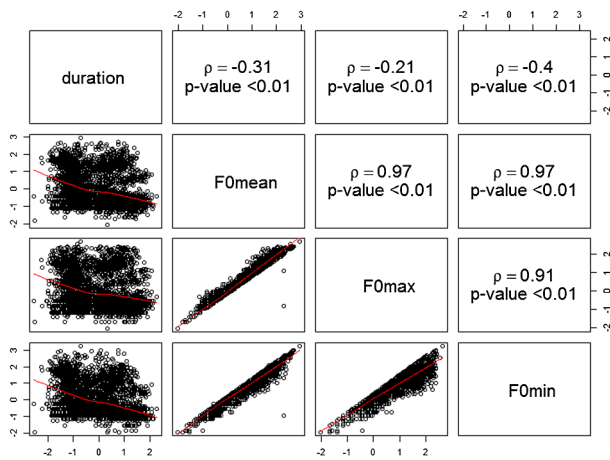 -2 -1 0 1 2 3
-2 -1 0 1 2 3
duration
ρ = -0.31
p-value <0.01
ρ = -0.21
p-value <0.01
ρ = -0.4
p-value <0.01
-2 -1 0 1 2
-2 -1 0 1 2 3
F0mean
ρ = 0.97
p-value <0.01
ρ = 0.97
p-value <0.01
F0max
ρ = 0.91
p-value <0.01
-2 -1 0 1 2
-2 -1 0 1 2 3
F0min
-2 -1 0 1 2
-2 -1 0 1 2